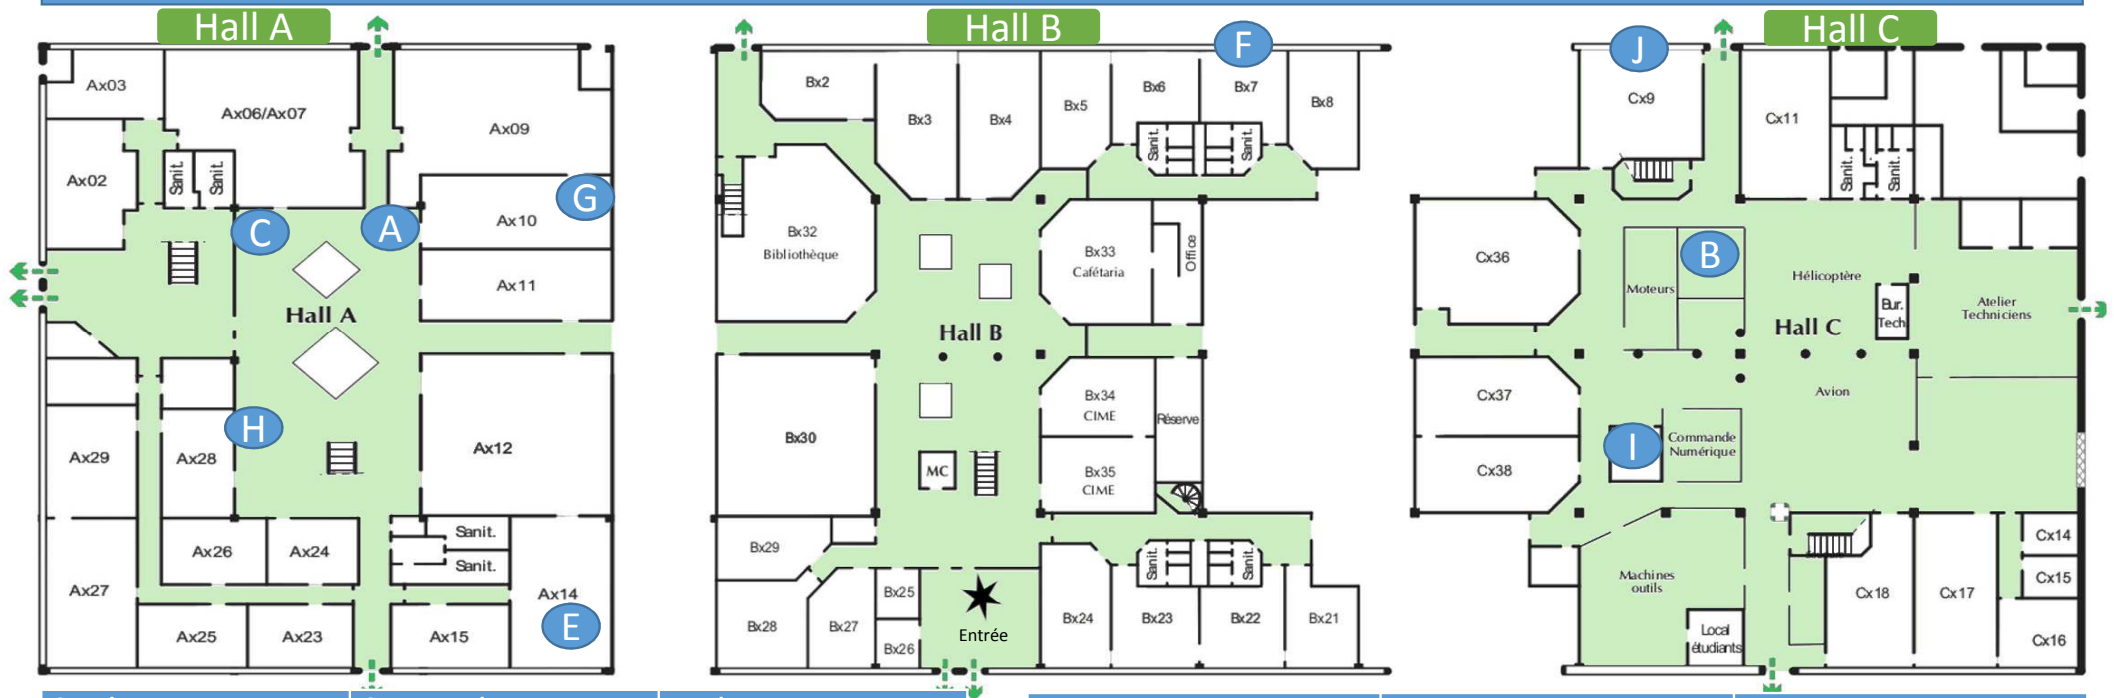 Hall A
Hall B
Hall C
F
J
Ax03
Ax06/Ax07
Ax09
Ax02
Sanit.
Sanit.
Ax10
G
C
A
Ax11
Hall A
H
Ax29
Ax28
Ax12
Ax26
Ax24
Sanit.
Sanit.
Ax27
Ax14
E
Ax25
Ax23
Ax15
Bx2
Bx3
Bx4
Bx5
Bx6
Bx7
Bx8
Sanit.
Sanit.
Bx32
Bibliothèque
Bx33
Cafétaria
Office
Hall B
Bx34
CIME
Réserve
Bx30
MC
Bx35
CIME
Bx29
Sanit.
Sanit.
Bx25
Bx28
Bx27
Bx26
Entrée
Bx24
Bx23
Bx22
Bx21
Cx9
Cx11
Sanit.
Sanit.
Cx36
B
Moteurs
Hélicoptère
Bur.
Tech
Atelier
Techniciens
Hall C
Avion
Cx37
I
Commande
Numérique
Cx38
Cx14
Machines
outils
Cx15
Cx18
Cx17
Local
étudiants
Cx16